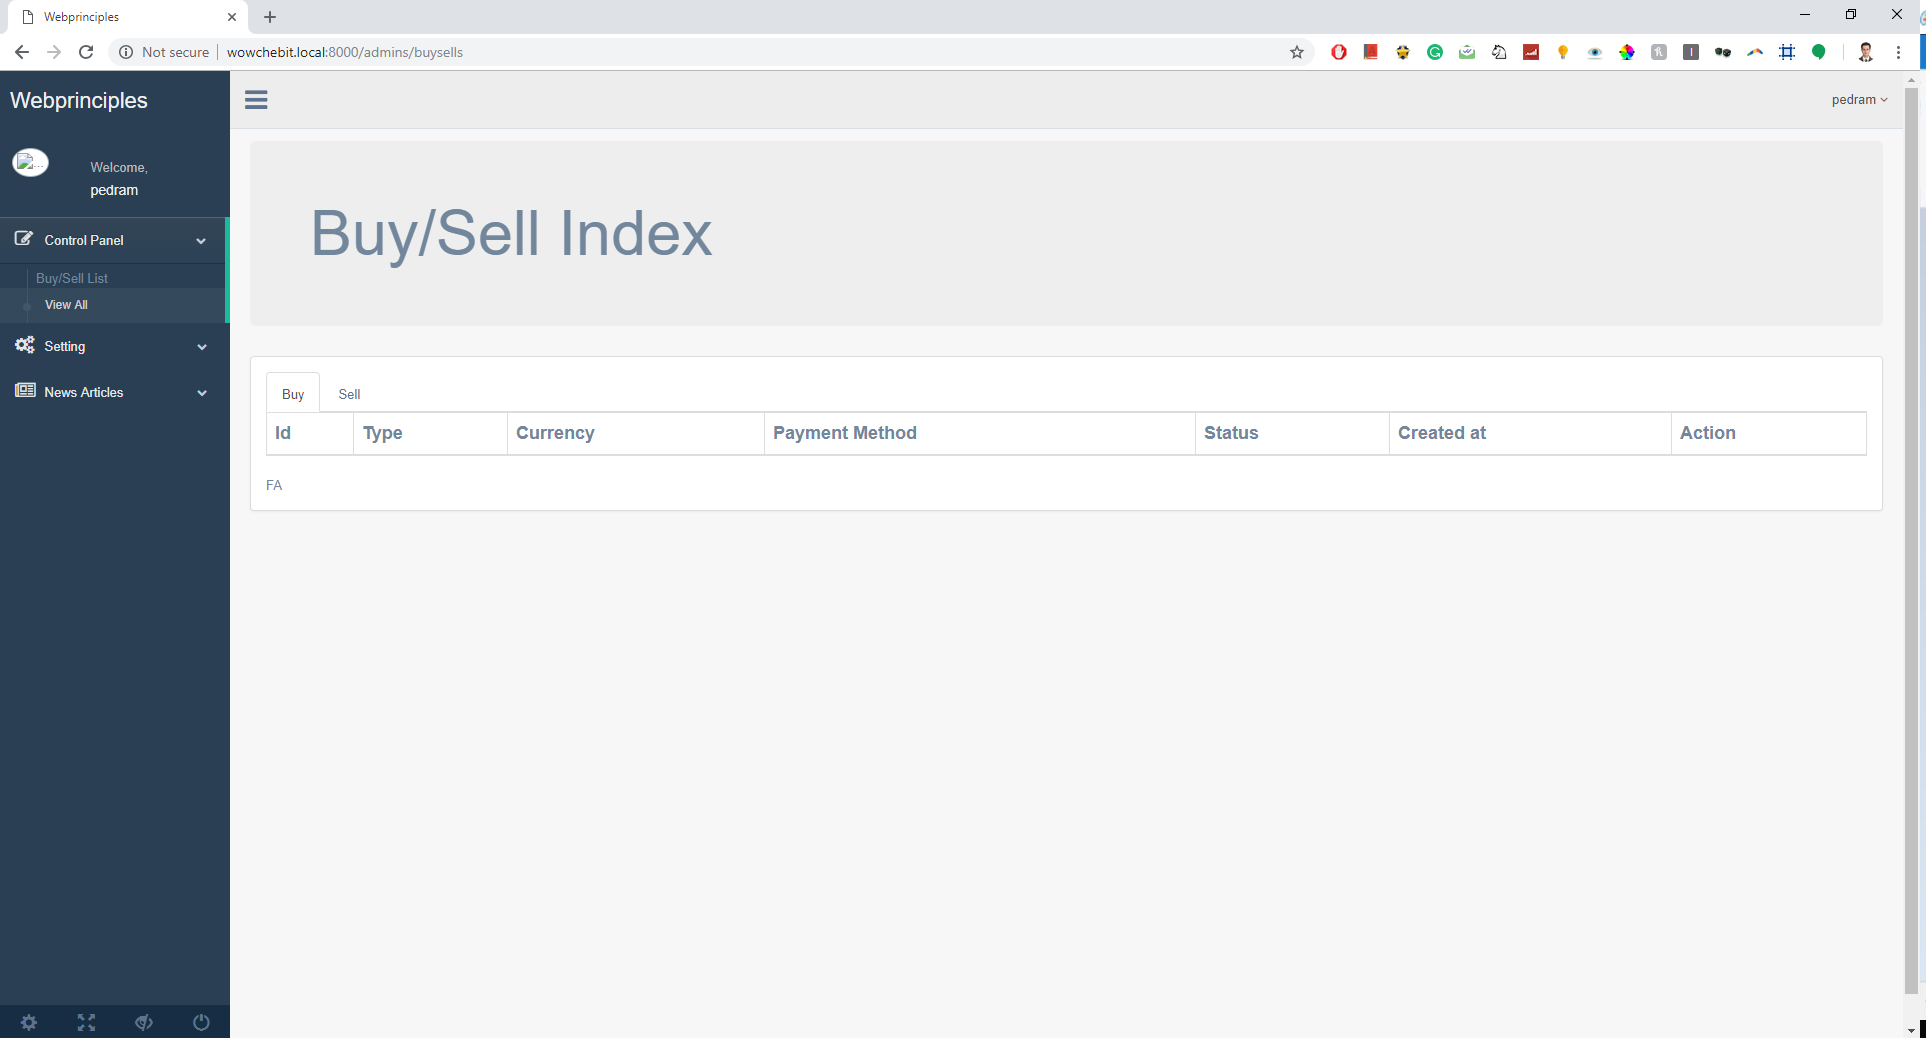 Webprinciples
Not secure
wowchebit.local:8000/admins/buysells
Webprinciples
pedram
Welcome,
pedram
Control Panel
Buy/Sell List
View All
Setting
News Articles
Buy/Sell Index
Buy Sell
Id Type Currency Payment Method Status Created at Action
FA